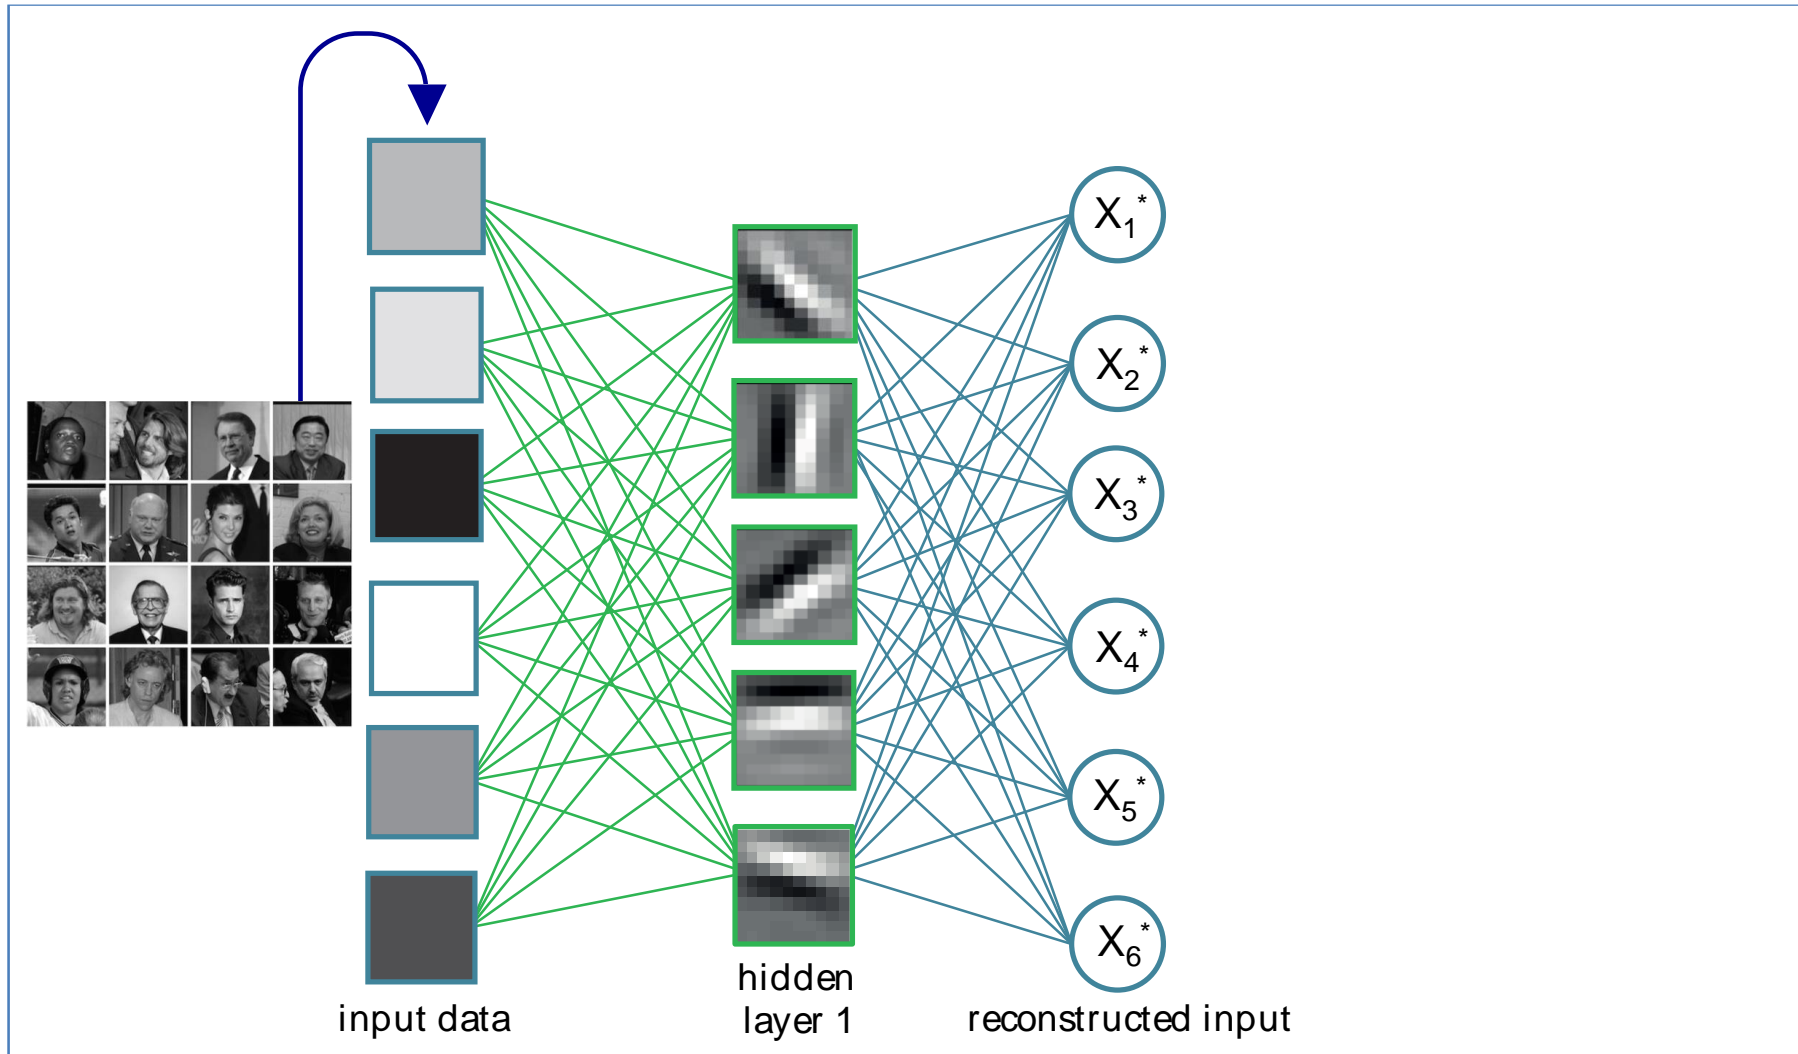 X₁*
X₂*
X₃*
X₄*
X₅*
X₆*
input data
hidden
layer 1
reconstructed input